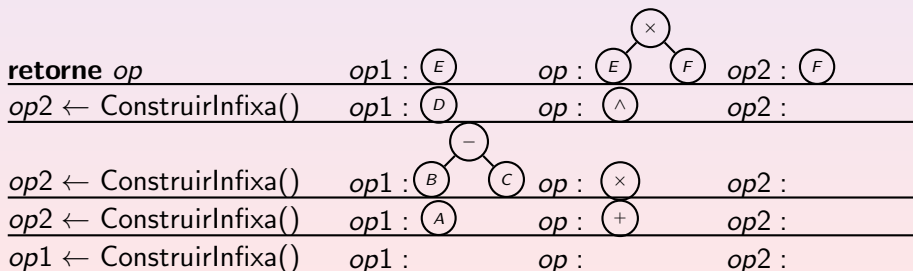 ×
retorne op op1 : E op : E F op2 : F
op2 ← ConstruirInfixa() op1 : D op : ∧ op2 :
−
op2 ← ConstruirInfixa() op1 : B C op : × op2 :
op2 ← ConstruirInfixa() op1 : A op : + op2 :
op1 ← ConstruirInfixa() op1 : op : op2 :